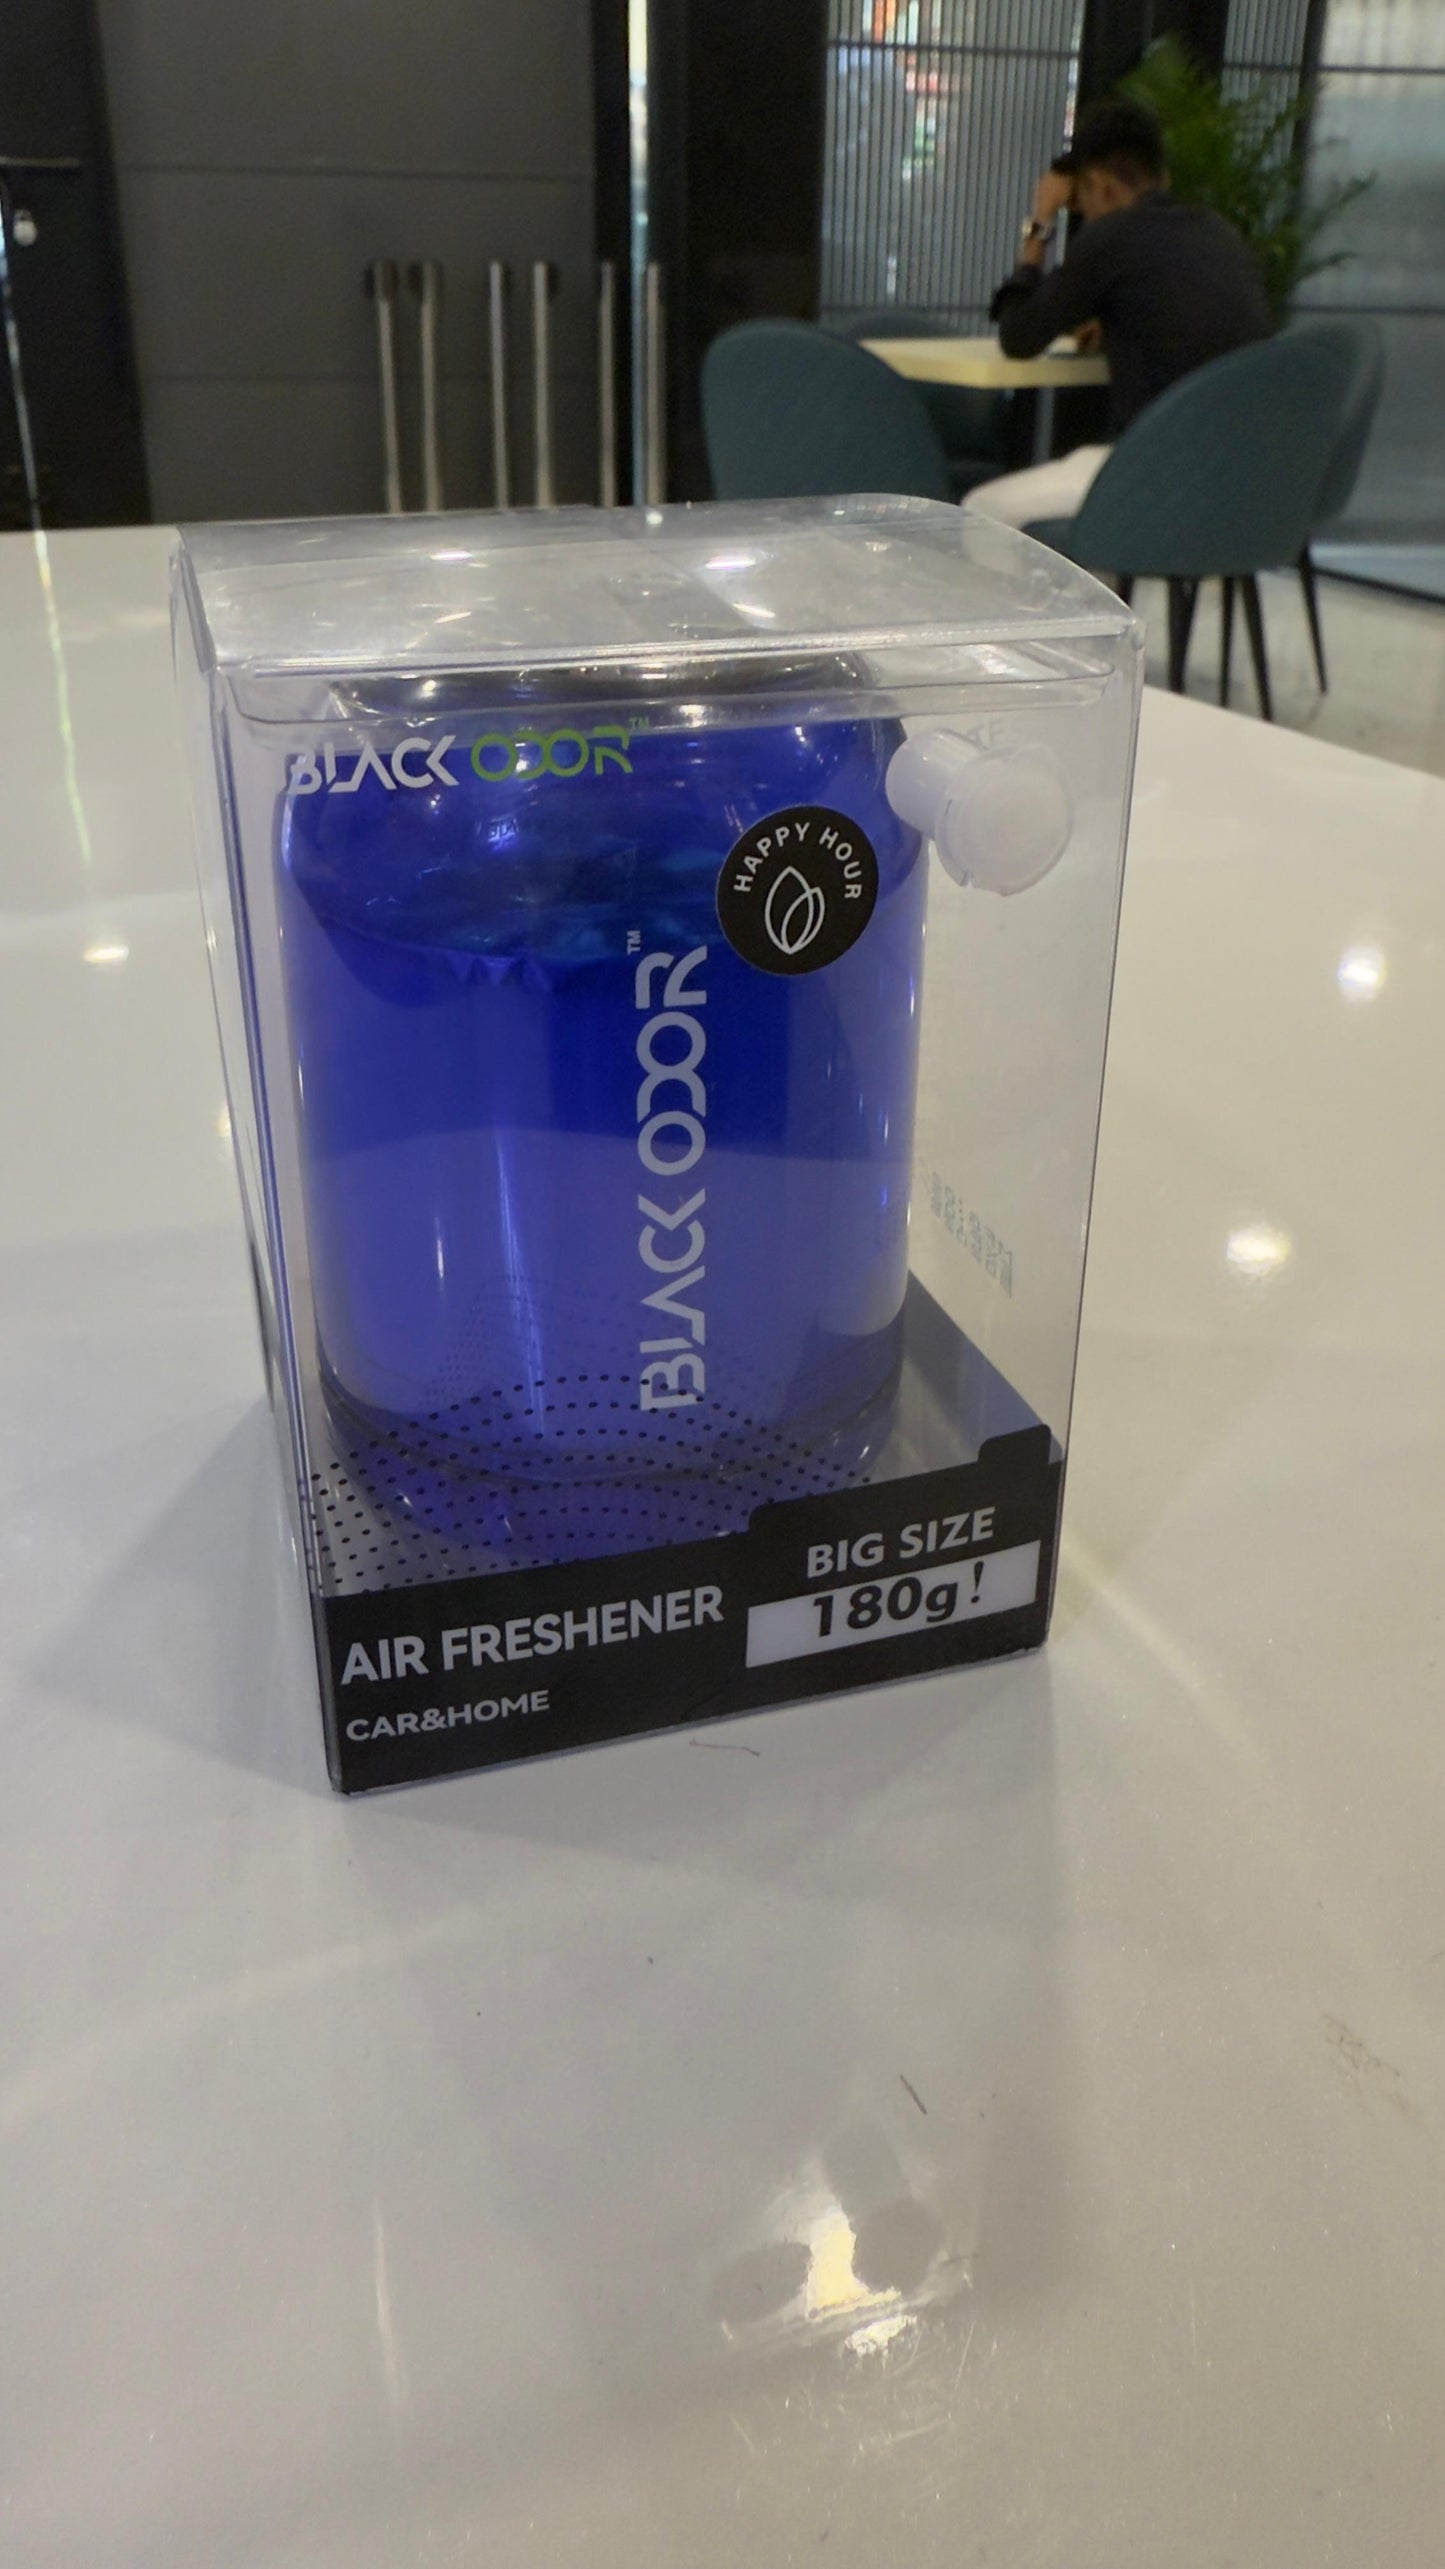 BLACK ODOR™
HAPPY HOUR
BLACK ODOR™
BIG SIZE
180g!
AIR FRESHENER
CAR&HOME